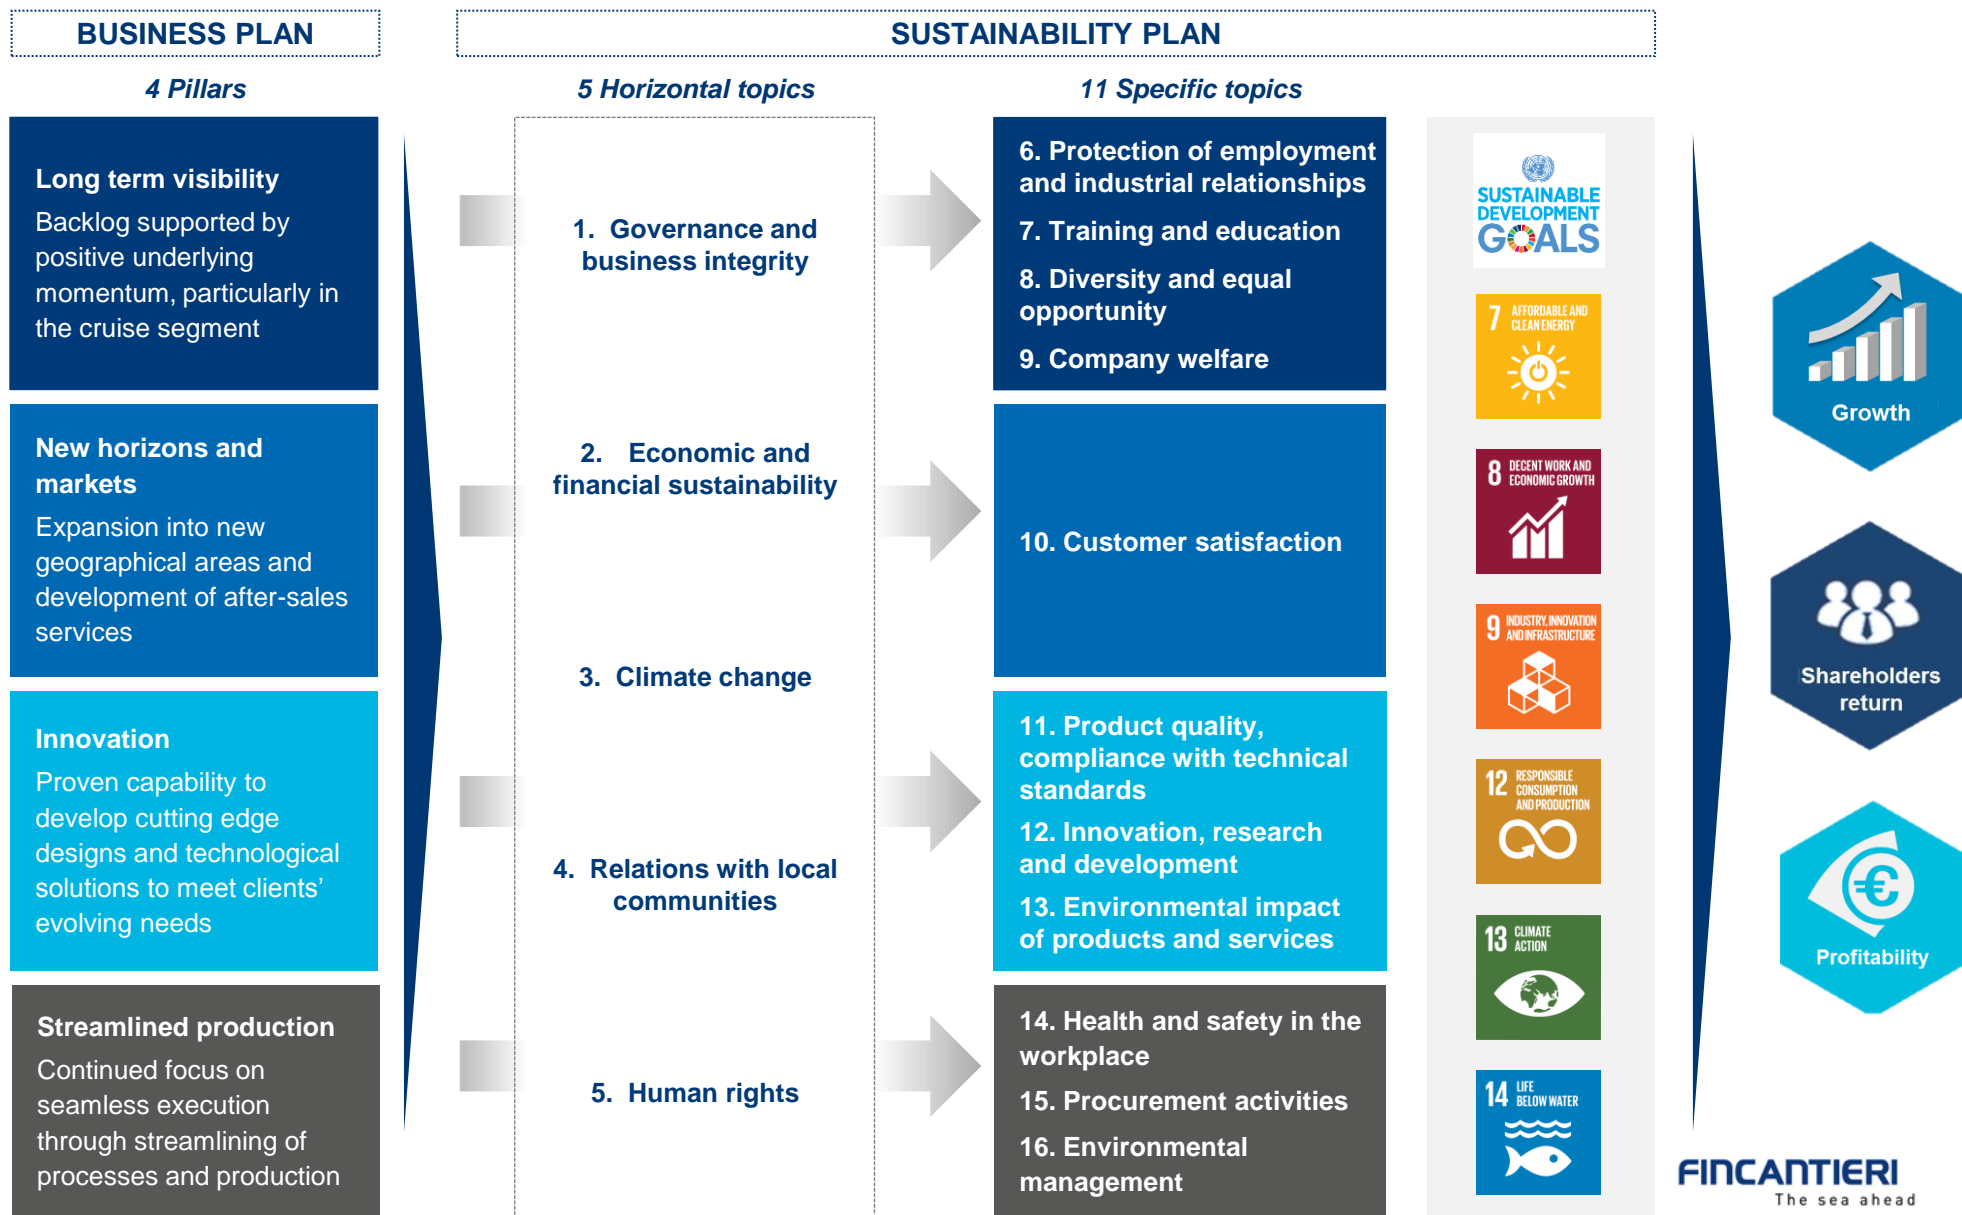 BUSINESS PLAN
SUSTAINABILITY PLAN
4 Pillars
5 Horizontal topics
11 Specific topics
Long term visibility
Backlog supported by
positive underlying
momentum, particularly in
the cruise segment
New horizons and
markets
Expansion into new
geographical areas and
development of after-sales
services
Innovation
Proven capability to
develop cutting edge
designs and technological
solutions to meet clients’
evolving needs
Streamlined production
Continued focus on
seamless execution
through streamlining of
processes and production
1. Governance and
business integrity
2. Economic and
financial sustainability
3. Climate change
4. Relations with local
communities
5. Human rights
6. Protection of employment
and industrial relationships
7. Training and education
8. Diversity and equal
opportunity
9. Company welfare
10. Customer satisfaction
11. Product quality,
compliance with technical
standards
12. Innovation, research
and development
13. Environmental impact
of products and services
14. Health and safety in the
workplace
15. Procurement activities
16. Environmental
management
SUSTAINABLE
DEVELOPMENT
GOALS
7 AFFORDABLE AND
CLEAN ENERGY
8 DECENT WORK AND
ECONOMIC GROWTH
9 INDUSTRY, INNOVATION
AND INFRASTRUCTURE
12 RESPONSIBLE
CONSUMPTION
AND PRODUCTION
13 CLIMATE
ACTION
14 LIFE
BELOW WATER
Growth
Shareholders
return
€
Profitability
FINCANTIERI
The sea ahead